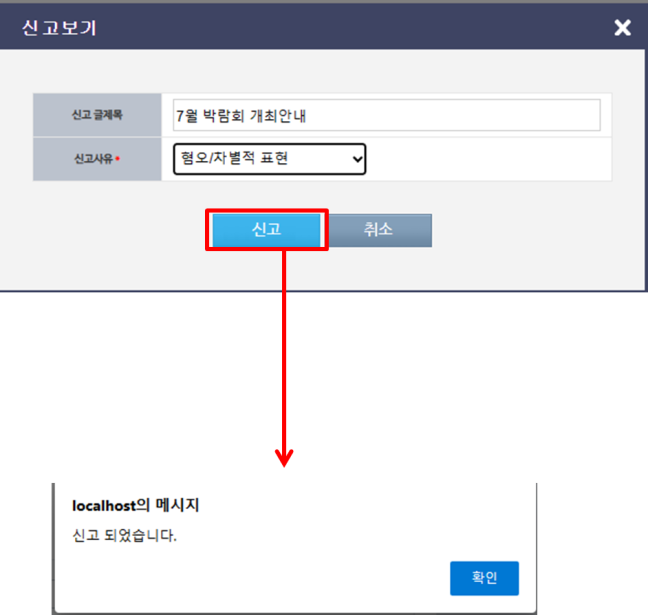 신고보기
신고 글제목
7월 박람회 개최안내
신고사유 •
혐오/차별적 표현
신고
취소
localhost의 메시지
신고 되었습니다.
확인